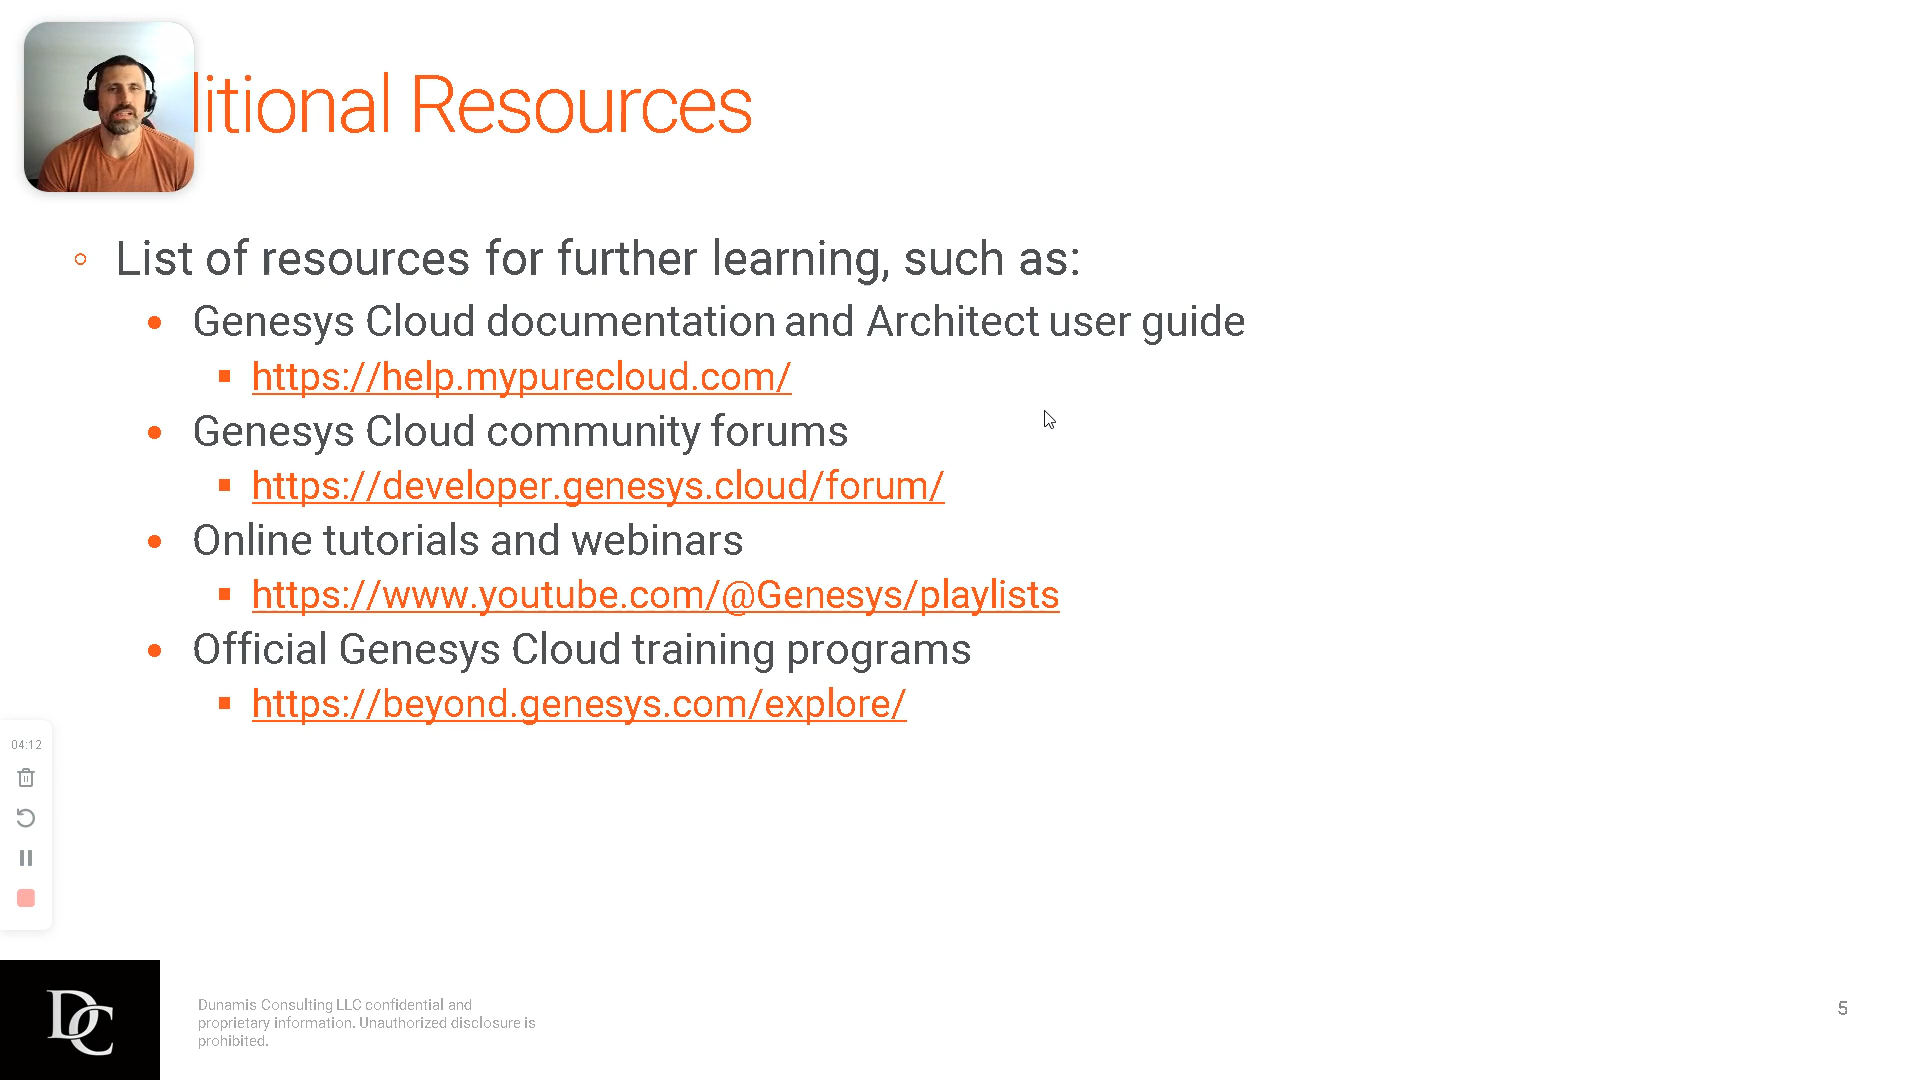 litional Resources
List of resources for further learning, such as:
Genesys Cloud documentation and Architect user guide
https://help.mypurecloud.com/
Genesys Cloud community forums
https://developer.genesys.cloud/forum/
Online tutorials and webinars
https://www.youtube.com/@Genesys/playlists
Official Genesys Cloud training programs
https://beyond.genesys.com/explore/
04:12
DC
Dunamis Consulting LLC confidential and
proprietary information. Unauthorized disclosure is
prohibited.
5